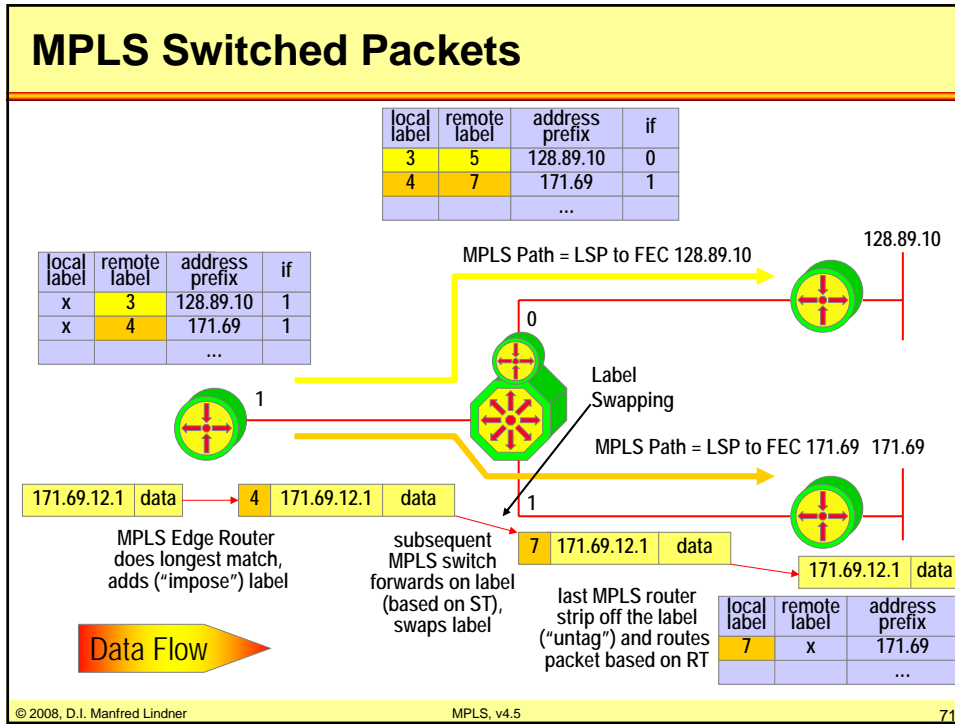 MPLS Switched Packets
local label remote label address prefix if
3 5 128.89.10 0
4 7 171.69 1
...
128.89.10
MPLS Path = LSP to FEC 128.89.10
local label remote label address prefix if
x 3 128.89.10 1
x 4 171.69 1
...
0
1
Label
Swapping
MPLS Path = LSP to FEC 171.69 171.69
1
171.69.12.1 data
4 171.69.12.1 data
MPLS Edge Router
does longest match,
adds (“impose”) label
subsequent
MPLS switch
forwards on label
(based on ST),
swaps label
7 171.69.12.1 data
171.69.12.1 data
last MPLS router
strip off the label
(“untag”) and routes
packet based on RT
local label remote label address prefix
7 x 171.69
...
Data Flow
© 2008, D.I. Manfred Lindner
MPLS, v4.5
71